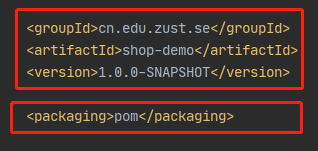 <groupId>cn.edu.zust.se</groupId>
<artifactId>shop-demo</artifactId>
<version>1.0.0-SNAPSHOT</version>
<packaging>pom</packaging>